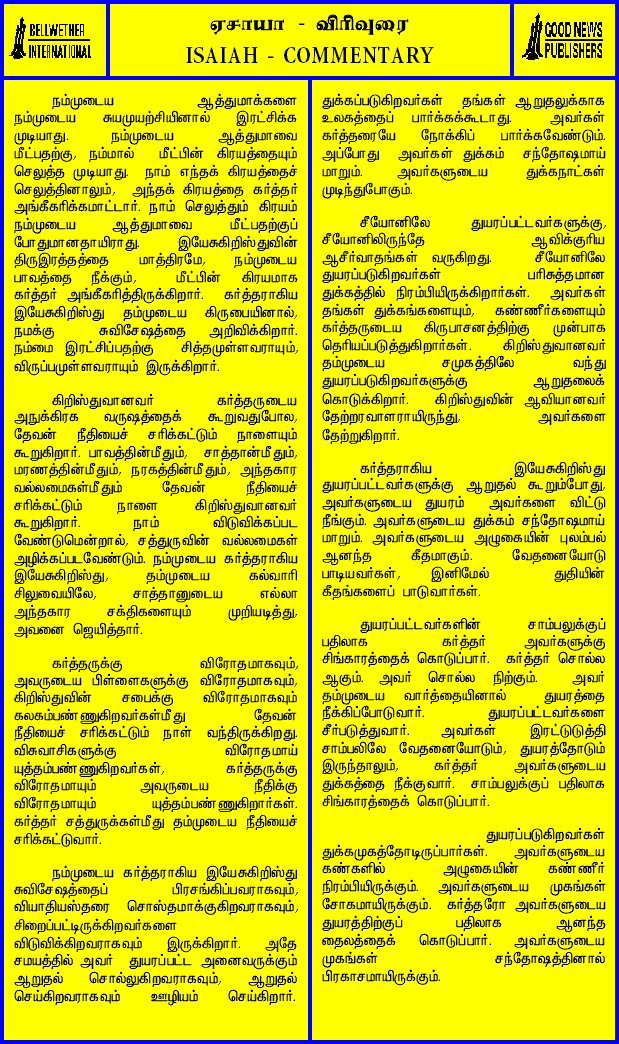 BELLWETHER
INTERNATIONAL
ஏசாயா - விரிவுரை
ISAIAH - COMMENTARY
GOOD NEWS
PUBLISHERS
நம்முடைய ஆத்துமாக்களை
நம்முடைய சுயமுயற்சியினால் இரட்சிக்க
முடியாது. நம்முடைய ஆத்துமாவை
மீட்பதற்கு, நம்மால் மீட்பின் கிரயத்தையும்
செலுத்த முடியாது. நாம் எந்தக் கிரயத்தைச்
செலுத்தினாலும், அந்தக் கிரயத்தை கர்த்தர்
அங்கீகரிக்கமாட்டார். நாம் செலுத்தும் கிரயம்
நம்முடைய ஆத்துமாவை மீட்பதற்குப்
போதுமானதாயிராது. இயேசுகிறிஸ்துவின்
திருஇரத்தத்தை மாத்திரமே, நம்முடைய
பாவத்தை நீக்கும், மீட்பின் கிரயமாக
கர்த்தர் அங்கீகரித்திருக்கிறார். கர்த்தராகிய
இயேசுகிறிஸ்து தம்முடைய கிருபையினால்,
நமக்கு சுவிசேஷத்தை அறிவிக்கிறார்.
நம்மை இரட்சிப்பதற்கு சித்தமுள்ளவராயும்,
விருப்பமுள்ளவராயும் இருக்கிறார்.
கிறிஸ்துவானவர் கர்த்தருடைய
அநுக்கிரக வருஷத்தைக் கூறுவதுபோல,
தேவன் நீதியைச் சரிக்கட்டும் நாளையும்
கூறுகிறார். பாவத்தின்மீதும், சாத்தான்மீதும்,
மரணத்தின்மீதும், நரகத்தின்மீதும், அந்தகார
வல்லமைகள்மீதும் தேவன் நீதியைச்
சரிக்கட்டும் நாளை கிறிஸ்துவானவர்
கூறுகிறார். நாம் விடுவிக்கப்பட
வேண்டுமென்றால், சத்துருவின் வல்லமைகள்
அழிக்கப்படவேண்டும். நம்முடைய கர்த்தராகிய
இயேசுகிறிஸ்து, தம்முடைய கல்வாரி
சிலுவையிலே, சாத்தானுடைய எல்லா
அந்தகார சக்திகளையும் முறியடித்து,
அவனை ஜெயித்தார்.
கர்த்தருக்கு விரோதமாகவும்,
அவருடைய பிள்ளைகளுக்கு விரோதமாகவும்,
கிறிஸ்துவின் சபைக்கு விரோதமாகவும்
கலகம்பண்ணுகிறவர்கள்மீது தேவன்
நீதியைச் சரிக்கட்டும் நாள் வந்திருக்கிறது.
விசுவாசிகளுக்கு விரோதமாய்
யுத்தம்பண்ணுகிறவர்கள், கர்த்தருக்கு
விரோதமாயும் அவருடைய நீதிக்கு
விரோதமாயும் யுத்தம்பண்ணுகிறார்கள்.
கர்த்தர் சத்துருக்கள்மீது தம்முடைய நீதியைச்
சரிக்கட்டுவார்.
நம்முடைய கர்த்தராகிய இயேசுகிறிஸ்து
சுவிசேஷத்தைப் பிரசங்கிப்பவராகவும்,
வியாதியஸ்தரை சொஸ்தமாக்குகிறவராகவும்,
சிறைப்பட்டிருக்கிறவர்களை
விடுவிக்கிறவராகவும் இருக்கிறார். அதே
சமயத்தில் அவர் துயரப்பட்ட அனைவருக்கும்
ஆறுதல் சொல்லுகிறவராகவும், ஆறுதல்
செய்கிறவராகவும் ஊழியம் செய்கிறார்.
துக்கப்படுகிறவர்கள் தங்கள் ஆறுதலுக்காக
உலகத்தைப் பார்க்கக்கூடாது. அவர்கள்
கர்த்தரையே நோக்கிப் பார்க்கவேண்டும்.
அப்போது அவர்கள் துக்கம் சந்தோஷமாய்
மாறும். அவர்களுடைய துக்கநாட்கள்
முடிந்துபோகும்.
சீயோனிலே துயரப்பட்டவர்களுக்கு,
சீயோனிலிருந்தே ஆவிக்குரிய
ஆசீர்வாதங்கள் வருகிறது. சீயோனிலே
துயரப்படுகிறவர்கள் பரிசுத்தமான
துக்கத்தில் நிரம்பியிருக்கிறார்கள். அவர்கள்
தங்கள் துக்கங்களையும், கண்ணீர்களையும்
கர்த்தருடைய கிருபாசனத்திற்கு முன்பாக
தெரியப்படுத்துகிறார்கள். கிறிஸ்துவானவர்
தம்முடைய சமுகத்திலே வந்து
துயரப்படுகிறவர்களுக்கு ஆறுதலைக்
கொடுக்கிறார். கிறிஸ்துவின் ஆவியானவர்
தேற்றரவாளராயிருந்து, அவர்களை
தேற்றுகிறார்.
கர்த்தராகிய இயேசுகிறிஸ்து
துயரப்பட்டவர்களுக்கு ஆறுதல் கூறும்போது,
அவர்களுடைய துயரம் அவர்களை விட்டு
நீங்கும். அவர்களுடைய துக்கம் சந்தோஷமாய்
மாறும். அவர்களுடைய அழுகையின் புலம்பல்
ஆனந்த கீதமாகும். வேதனையோடு
பாடியவர்கள், இனிமேல் துதியின்
கீதங்களைப் பாடுவார்கள்.
துயரப்பட்டவர்களின் சாம்பலுக்குப்
பதிலாக கர்த்தர் அவர்களுக்கு
சிங்காரத்தைக் கொடுப்பார். கர்த்தர் சொல்ல
ஆகும். அவர் சொல்ல நிற்கும். அவர்
தம்முடைய வார்த்தையினால் துயரத்தை
நீக்கிப்போடுவார். துயரப்பட்டவர்களை
சீர்படுத்துவார். அவர்கள் இரட்டுடுத்தி
சாம்பலிலே வேதனையோடும், துயரத்தோடும்
இருந்தாலும், கர்த்தர் அவர்களுடைய
துக்கத்தை நீக்குவார். சாம்பலுக்குப் பதிலாக
சிங்காரத்தைக் கொடுப்பார்.
துயரப்படுகிறவர்கள்
துக்கமுகத்தோடிருப்பார்கள். அவர்களுடைய
கண்களில் அழுகையின் கண்ணீர்
நிரம்பியிருக்கும். அவர்களுடைய முகங்கள்
சோகமாயிருக்கும். கர்த்தரோ அவர்களுடைய
துயரத்திற்குப் பதிலாக ஆனந்த
தைலத்தைக் கொடுப்பார். அவர்களுடைய
முகங்கள் சந்தோஷத்தினால்
பிரகாசமாயிருக்கும்.